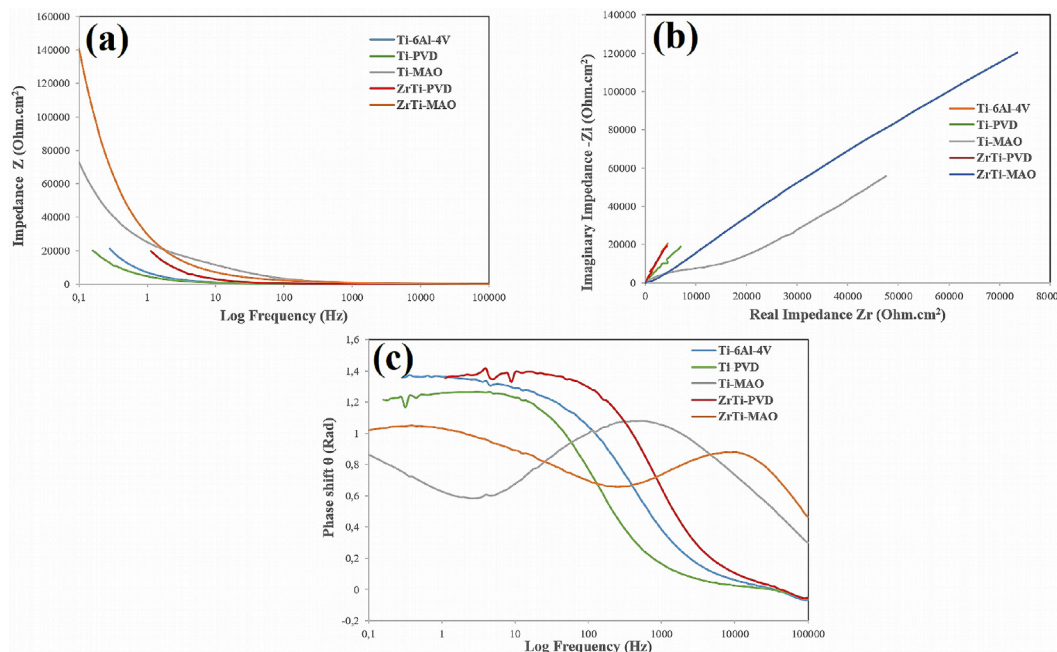 (a)
160000
140000
120000
100000
80000
60000
40000
20000
0
Impedance Z (Ohm.cm²)
0,1 1 10 100 1000 10000 100000
Log Frequency (Hz)
Ti-6Al-4V
Ti-PVD
Ti-MAO
ZrTi-PVD
ZrTi-MAO
(b)
140000
120000
100000
80000
60000
40000
20000
0
Imaginary Impedance -Zi (Ohm.cm²)
0 10000 20000 30000 40000 50000 60000 70000 8000
Real Impedance Zr (Ohm.cm²)
Ti-6Al-4V
Ti-PVD
Ti-MAO
ZrTi-PVD
ZrTi-MAO
(c)
1,6
1,4
1,2
1
0,8
0,6
0,4
0,2
0
-0,2
Phase shift θ (Rad)
0,1 1 10 100 1000 10000 100000
Log Frequency (Hz)
Ti-6Al-4V
Ti PVD
Ti-MAO
ZrTi-PVD
ZrTi-MAO